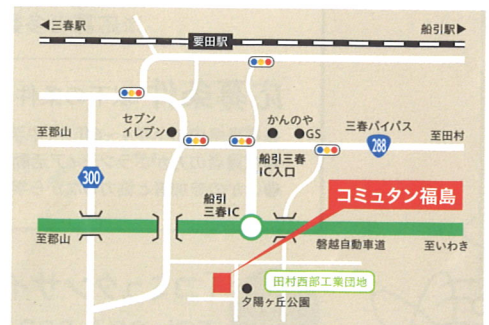 ◀三春駅
船引駅▶
要田駅
セブン
イレブン
かんのや
GS
三春バイパス
至郡山
288
至田村
船引三春
IC入口
300
コミュタン福島
船引
三春IC
至郡山
磐越自動車道
至いわき
田村西部工業団地
夕陽ヶ丘公園